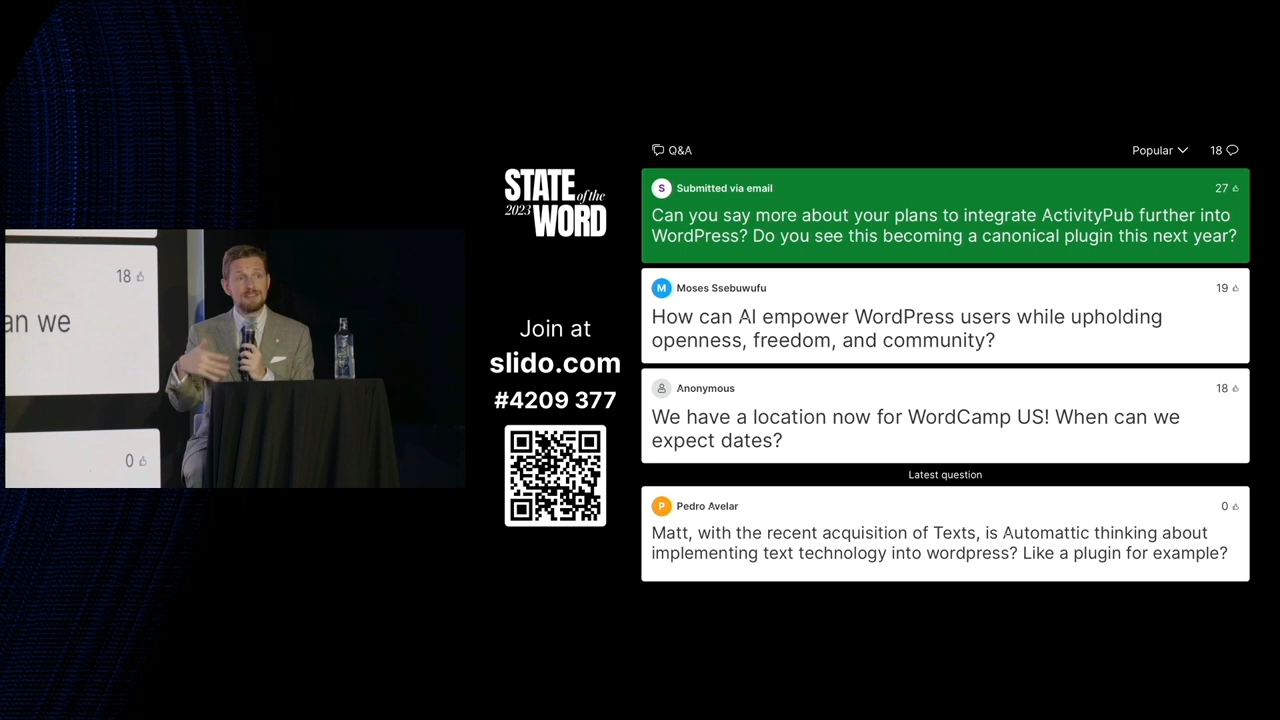 18
an we
0
STATE of the
2023 WORD
Join at
slido.com
#4209 377
Q&A
Popular
18
S
Submitted via email
27
Can you say more about your plans to integrate ActivityPub further into
WordPress? Do you see this becoming a canonical plugin this next year?
M
Moses Ssebuwufu
19
How can AI empower WordPress users while upholding
openness, freedom, and community?
Anonymous
18
We have a location now for WordCamp US! When can we
expect dates?
Latest question
P
Pedro Avelar
0
Matt, with the recent acquisition of Texts, is Automattic thinking about
implementing text technology into wordpress? Like a plugin for example?